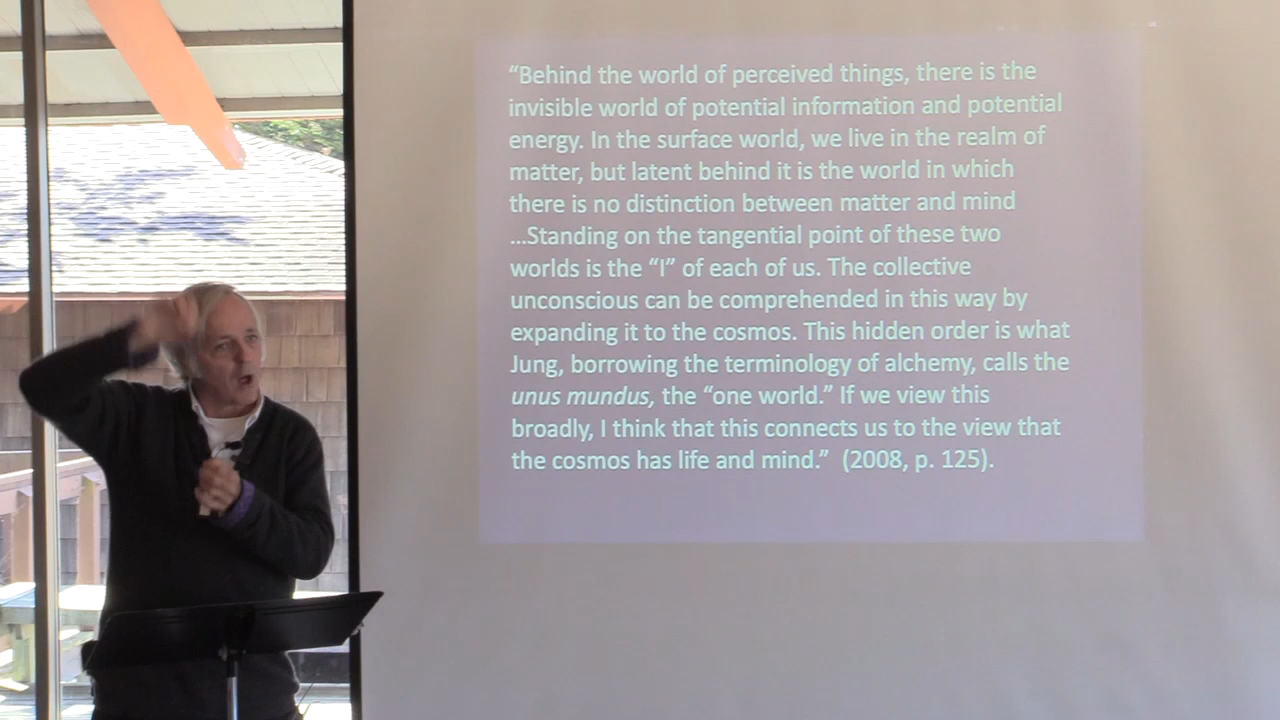 “Behind the world of perceived things, there is the
invisible world of potential information and potential
energy. In the surface world, we live in the realm of
matter, but latent behind it is the world in which
there is no distinction between matter and mind
…Standing on the tangential point of these two
worlds is the “I” of each of us. The collective
unconscious can be comprehended in this way by
expanding it to the cosmos. This hidden order is what
Jung, borrowing the terminology of alchemy, calls the
unus mundus, the “one world.” If we view this
broadly, I think that this connects us to the view that
the cosmos has life and mind.” (2008, p. 125).